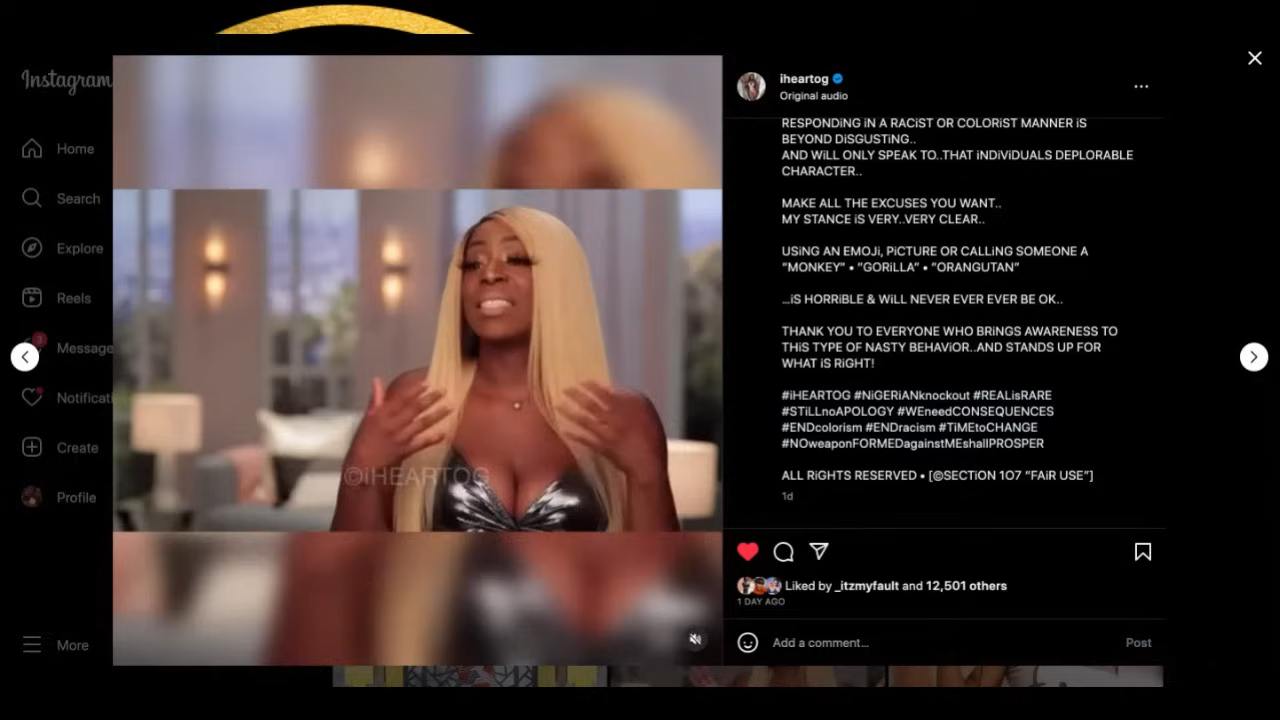 Instagram
Home
Search
Explore
Reels
Message
Notificat
Create
Profile
More
©iHEARTOG
iheartog
Original audio
RESPONDiNG iN A RACiST OR COLORiST MANNER iS
BEYOND DiSGUSTiNG..
AND WiLL ONLY SPEAK TO..THAT iNDiViDUALS DEPLORABLE
CHARACTER..
MAKE ALL THE EXCUSES YOU WANT..
MY STANCE iS VERY..VERY CLEAR..
USiNG AN EMOJi, PiCTURE OR CALLiNG SOMEONE A
"MONKEY" • "GORiLLA" • "ORANGUTAN"
...iS HORRiBLE & WiLL NEVER EVER EVER BE OK..
THANK YOU TO EVERYONE WHO BRiNGS AWARENESS TO
THiS TYPE OF NASTY BEHAViOR..AND STANDS UP FOR
WHAT iS RiGHT!
#iHEARTOG #NiGERiANknockout #REALisRARE
#STiLLnoAPOLOGY #WEneedCONSEQUENCES
#ENDcolorism #ENDracism #TiMEtoCHANGE
#NOweaponFORMEDagainstMEshallPROSPER
ALL RiGHTS RESERVED • [@SECTiON 1O7 "FAiR USE"]
1d
Liked by _itzmyfault and 12,501 others
1 DAY AGO
Add a comment...
Post